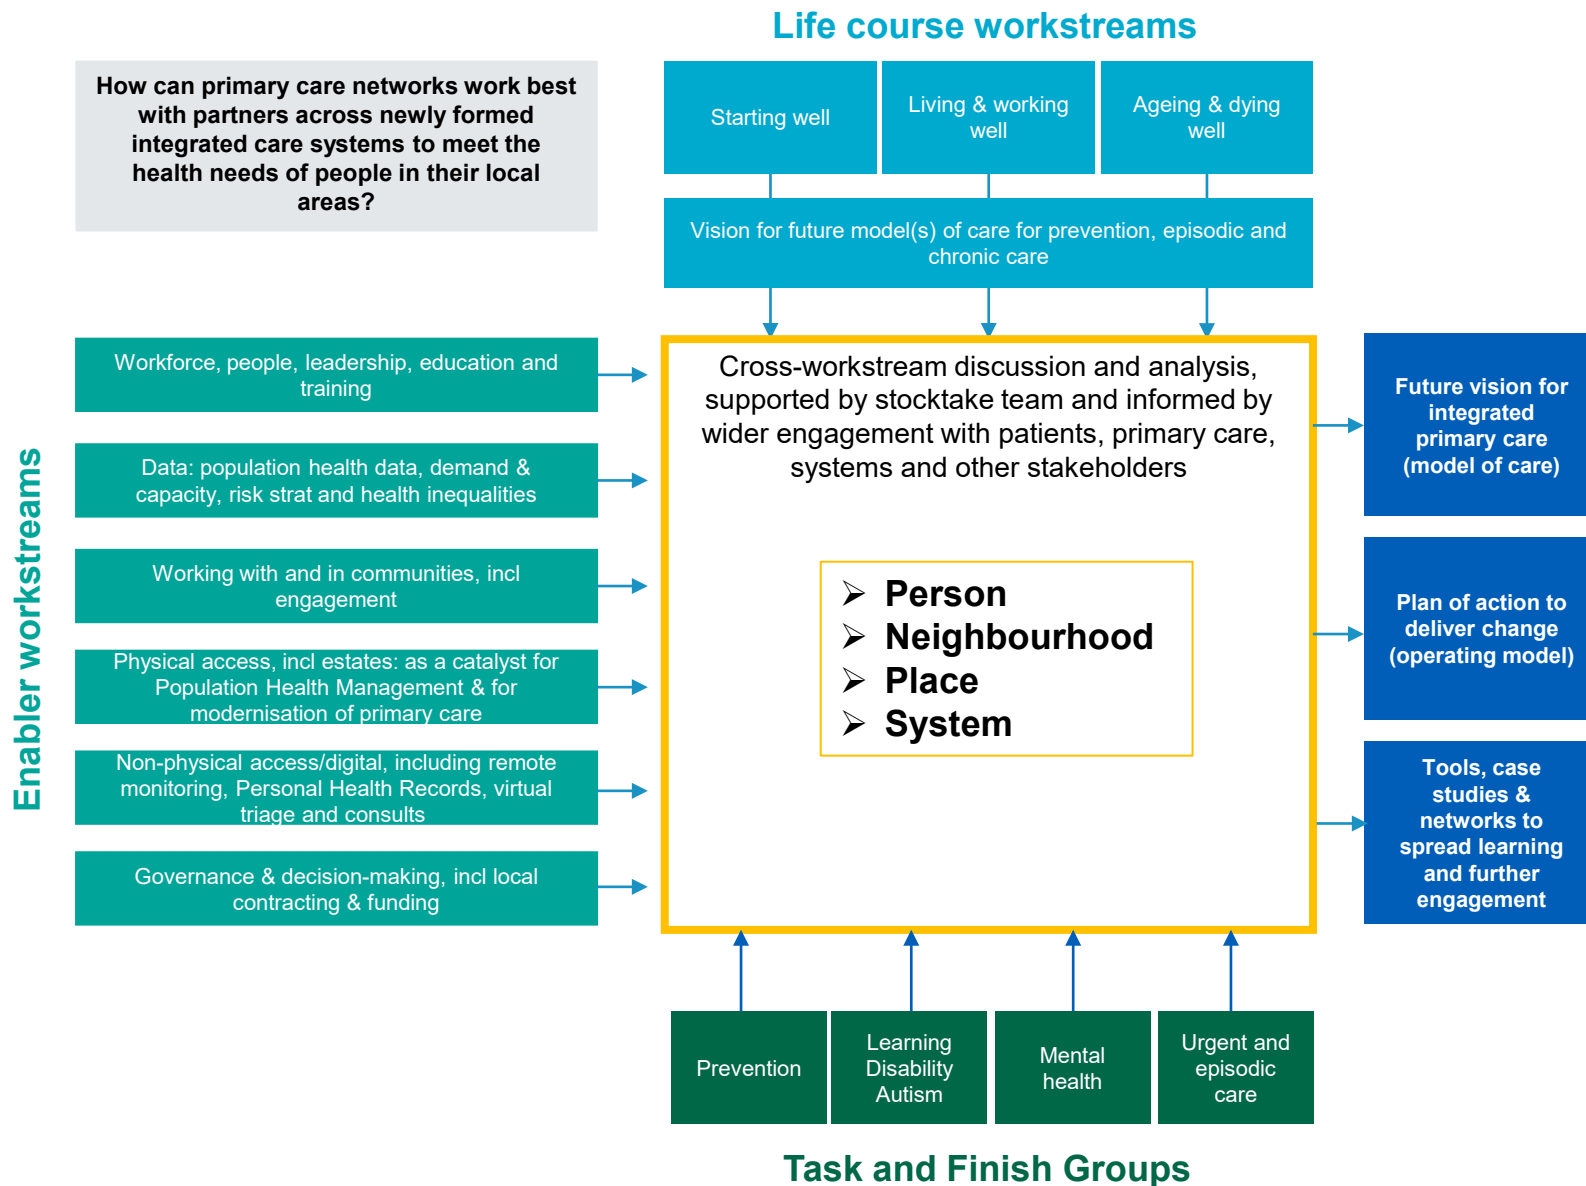 Life course workstreams
How can primary care networks work best
with partners across newly formed
integrated care systems to meet the
health needs of people in their local
areas?
Starting well
Living & working
well
Ageing & dying
well
Vision for future model(s) of care for prevention, episodic and
chronic care
Enabler workstreams
Workforce, people, leadership, education and
training
Data: population health data, demand &
capacity, risk strat and health inequalities
Working with and in communities, incl
engagement
Physical access, incl estates: as a catalyst for
Population Health Management & for
modernisation of primary care
Non-physical access/digital, including remote
monitoring, Personal Health Records, virtual
triage and consults
Governance & decision-making, incl local
contracting & funding
Cross-workstream discussion and analysis,
supported by stocktake team and informed by
wider engagement with patients, primary care,
systems and other stakeholders
➢ Person
➢ Neighbourhood
➢ Place
➢ System
Future vision for
integrated
primary care
(model of care)
Plan of action to
deliver change
(operating model)
Tools, case
studies &
networks to
spread learning
and further
engagement
Prevention
Learning
Disability
Autism
Mental
health
Urgent and
episodic
care
Task and Finish Groups